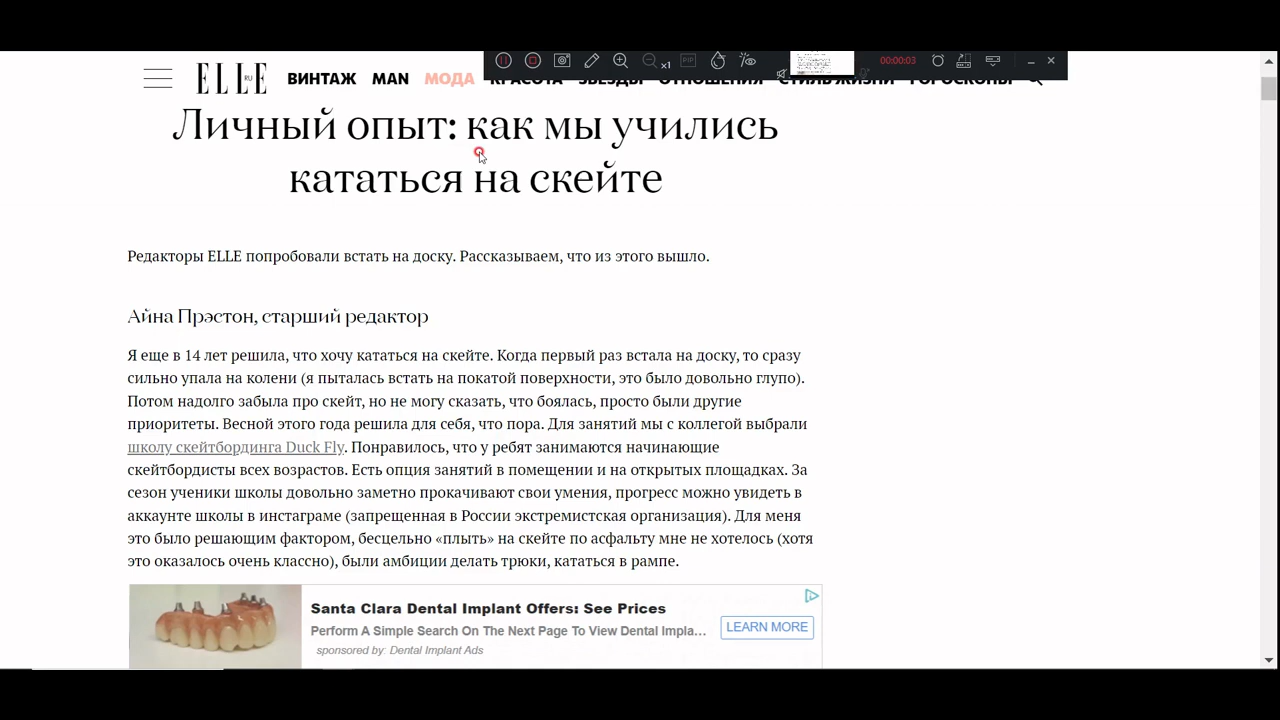 x1
PIP
00:00:03
ELLE
RU
ВИНТАЖ MAN МОДА КРАСОТА ЗВЕЗДЫ ОТНОШЕНИЯ СТИЛЬ ЖИЗНИ ГОРОСКОПЫ
Личный опыт: как мы учились
кататься на скейте
Редакторы ELLE попробовали встать на доску. Рассказываем, что из этого вышло.
Айна Прэстон, старший редактор
Я еще в 14 лет решила, что хочу кататься на скейте. Когда первый раз встала на доску, то сразу
сильно упала на колени (я пыталась встать на покатой поверхности, это было довольно глупо).
Потом надолго забыла про скейт, но не могу сказать, что боялась, просто были другие
приоритеты. Весной этого года решила для себя, что пора. Для занятий мы с коллегой выбрали
школу скейтбординга Duck Fly. Понравилось, что у ребят занимаются начинающие
скейтбордисты всех возрастов. Есть опция занятий в помещении и на открытых площадках. За
сезон ученики школы довольно заметно прокачивают свои умения, прогресс можно увидеть в
аккаунте школы в инстаграме (запрещенная в России экстремистская организация). Для меня
это было решающим фактором, бесцельно «плыть» на скейте по асфальту мне не хотелось (хотя
это оказалось очень классно), были амбиции делать трюки, кататься в рампе.
Santa Clara Dental Implant Offers: See Prices
Perform A Simple Search On The Next Page To View Dental Impla...
LEARN MORE
sponsored by: Dental Implant Ads